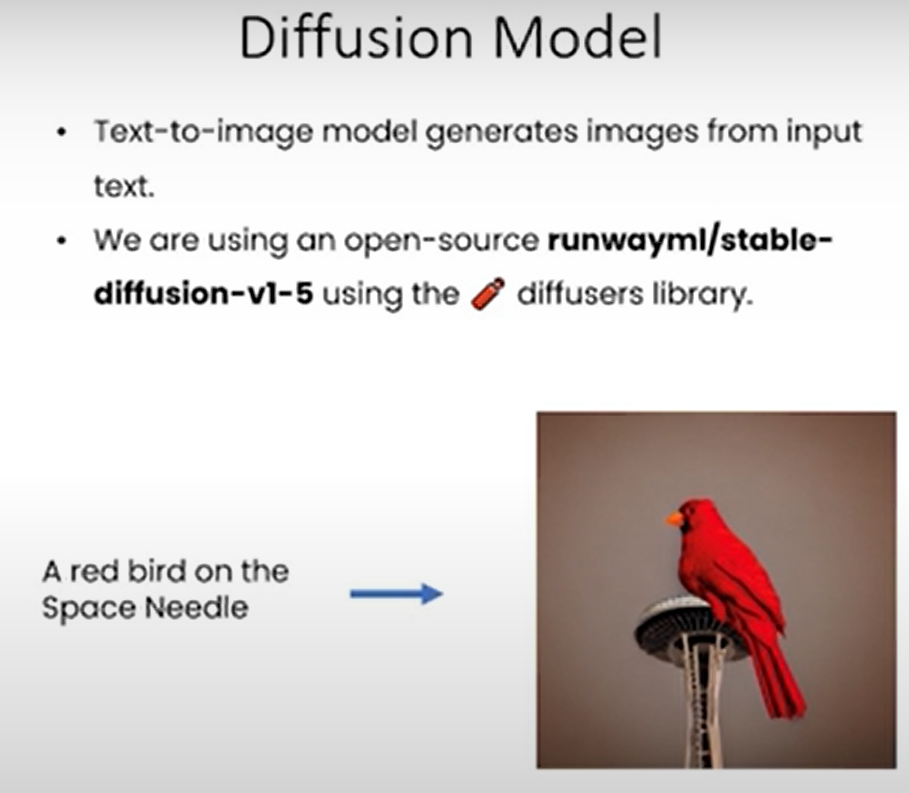 Diffusion Model
• Text-to-image model generates images from input
text.
• We are using an open-source runwayml/stable-
diffusion-v1-5 using the 🧨 diffusers library.
A red bird on the
Space Needle